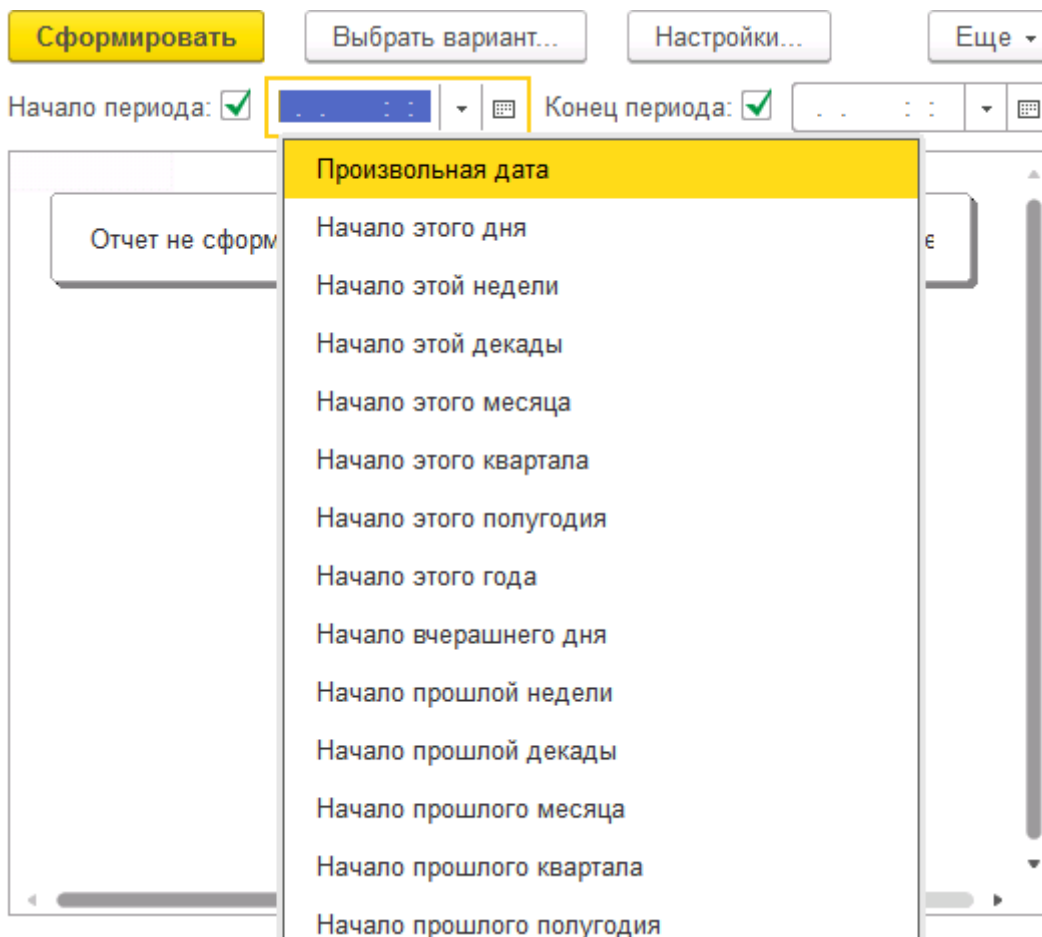 Сформировать Выбрать вариант... Настройки... Еще
Начало периода: . . : : Конец периода: . . : :
Произвольная дата
Начало этого дня
Отчет не сформ
Начало этой недели
Начало этой декады
Начало этого месяца
Начало этого квартала
Начало этого полугодия
Начало этого года
Начало вчерашнего дня
Начало прошлой недели
Начало прошлой декады
Начало прошлого месяца
Начало прошлого квартала
Начало прошлого полугодия